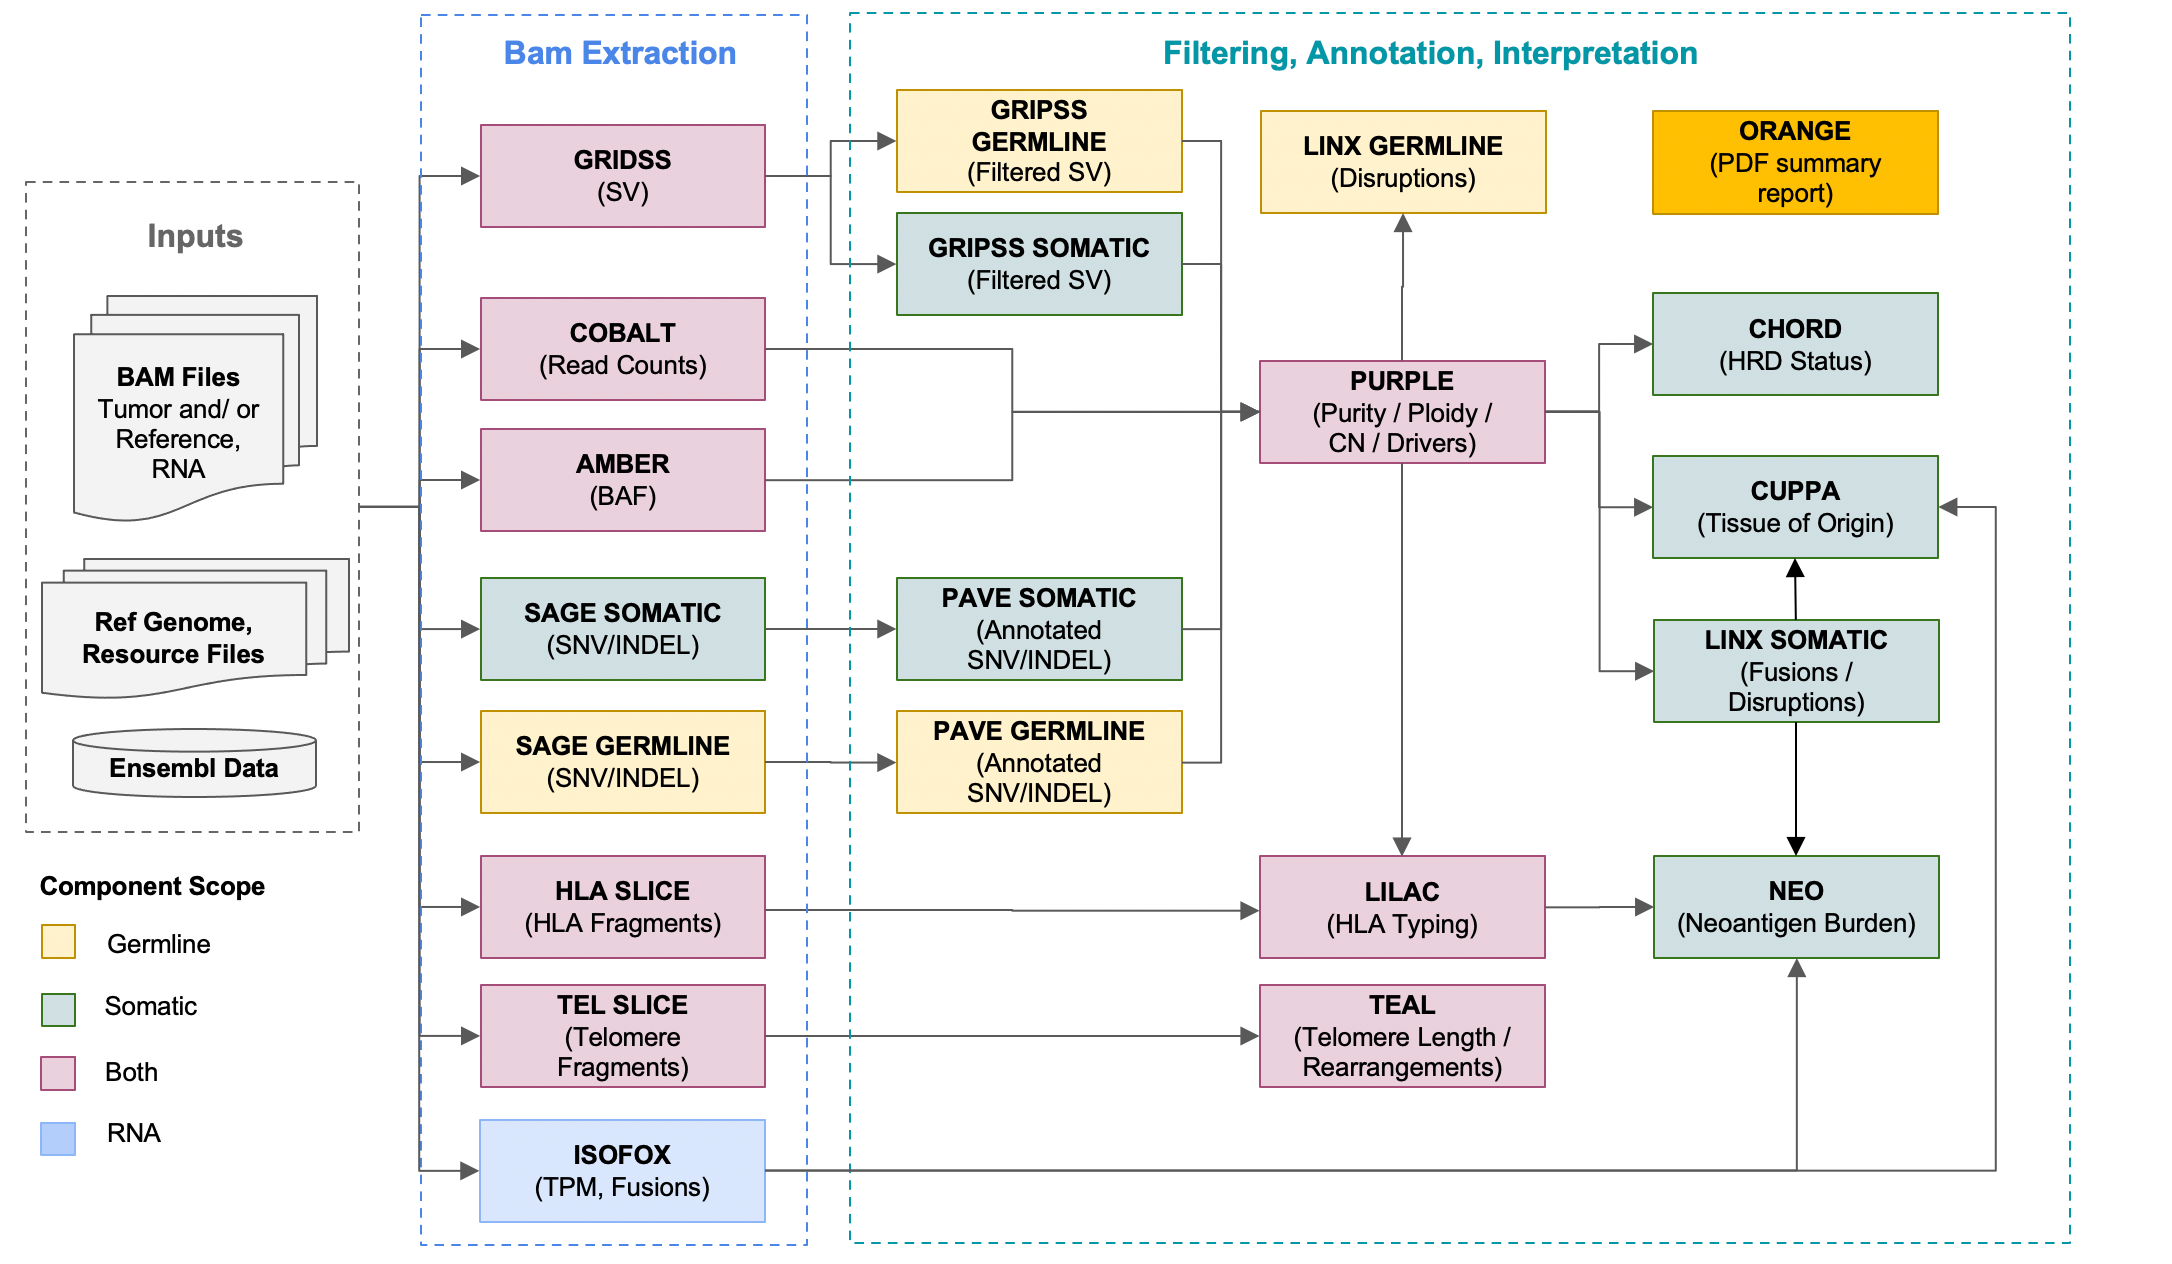 Bam Extraction
Filtering, Annotation, Interpretation
Inputs
BAM Files
Tumor and/ or
Reference,
RNA
Ref Genome,
Resource Files
Ensembl Data
Component Scope
Germline
Somatic
Both
RNA
GRIDSS
(SV)
COBALT
(Read Counts)
AMBER
(BAF)
SAGE SOMATIC
(SNV/INDEL)
SAGE GERMLINE
(SNV/INDEL)
HLA SLICE
(HLA Fragments)
TEL SLICE
(Telomere
Fragments)
ISOFOX
(TPM, Fusions)
GRIPSS
GERMLINE
(Filtered SV)
GRIPSS SOMATIC
(Filtered SV)
PAVE SOMATIC
(Annotated
SNV/INDEL)
PAVE GERMLINE
(Annotated
SNV/INDEL)
LINX GERMLINE
(Disruptions)
PURPLE
(Purity / Ploidy /
CN / Drivers)
LILAC
(HLA Typing)
TEAL
(Telomere Length /
Rearrangements)
ORANGE
(PDF summary
report)
CHORD
(HRD Status)
CUPPA
(Tissue of Origin)
LINX SOMATIC
(Fusions /
Disruptions)
NEO
(Neoantigen Burden)